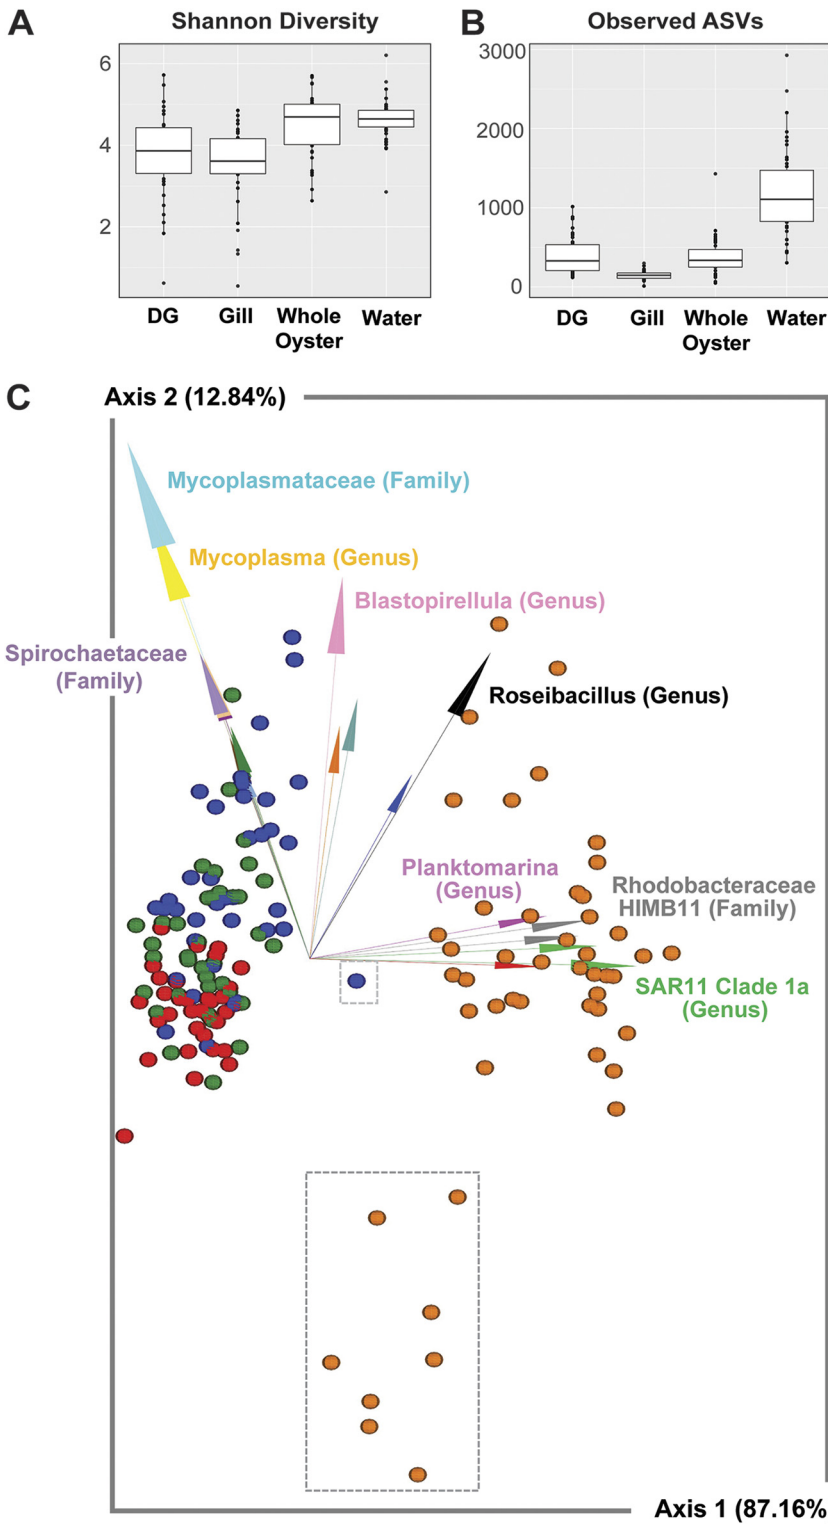 A
Shannon Diversity
6
4
2
DG
Gill
Whole
Oyster
Water
B
Observed ASVs
3000
2000
1000
0
DG
Gill
Whole
Oyster
Water
C
Axis 2 (12.84%)
Mycoplasmataceae (Family)
Mycoplasma (Genus)
Blastopirellula (Genus)
Spirochaetaceae
(Family)
Roseibacillus (Genus)
Planktomarina
(Genus)
Rhodobacteraceae
HIMB11 (Family)
SAR11 Clade 1a
(Genus)
Axis 1 (87.16%